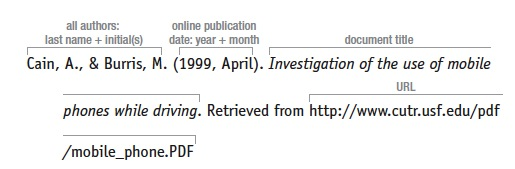 all authors:
last name + initial(s)
online publication
date: year + month
document title
Cain, A., & Burris, M. (1999, April). Investigation of the use of mobile
URL
phones while driving. Retrieved from http://www.cutr.usf.edu/pdf
/mobile_phone.PDF